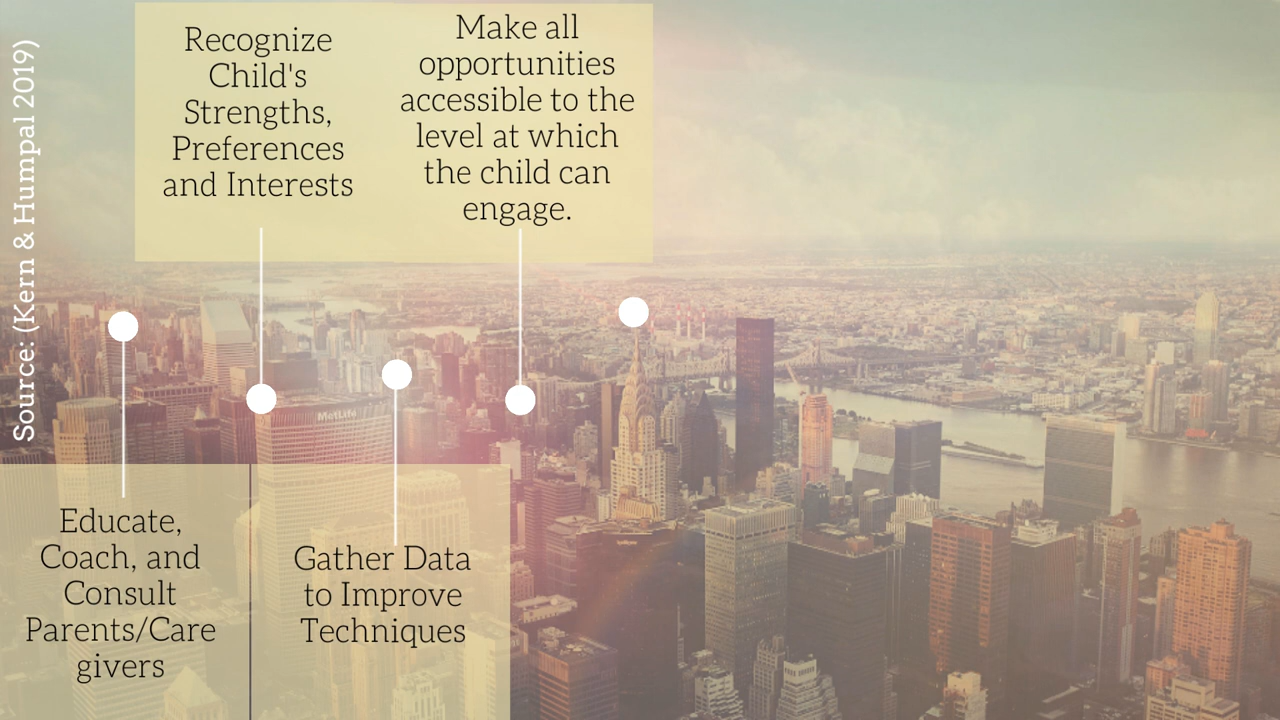 Source: (Kern & Humpal 2019)
Recognize
Child's
Strengths,
Preferences
and Interests
Make all
opportunities
accessible to the
level at which
the child can
engage.
MetLife
Educate,
Coach, and
Consult
Parents/Care
givers
Gather Data
to Improve
Techniques